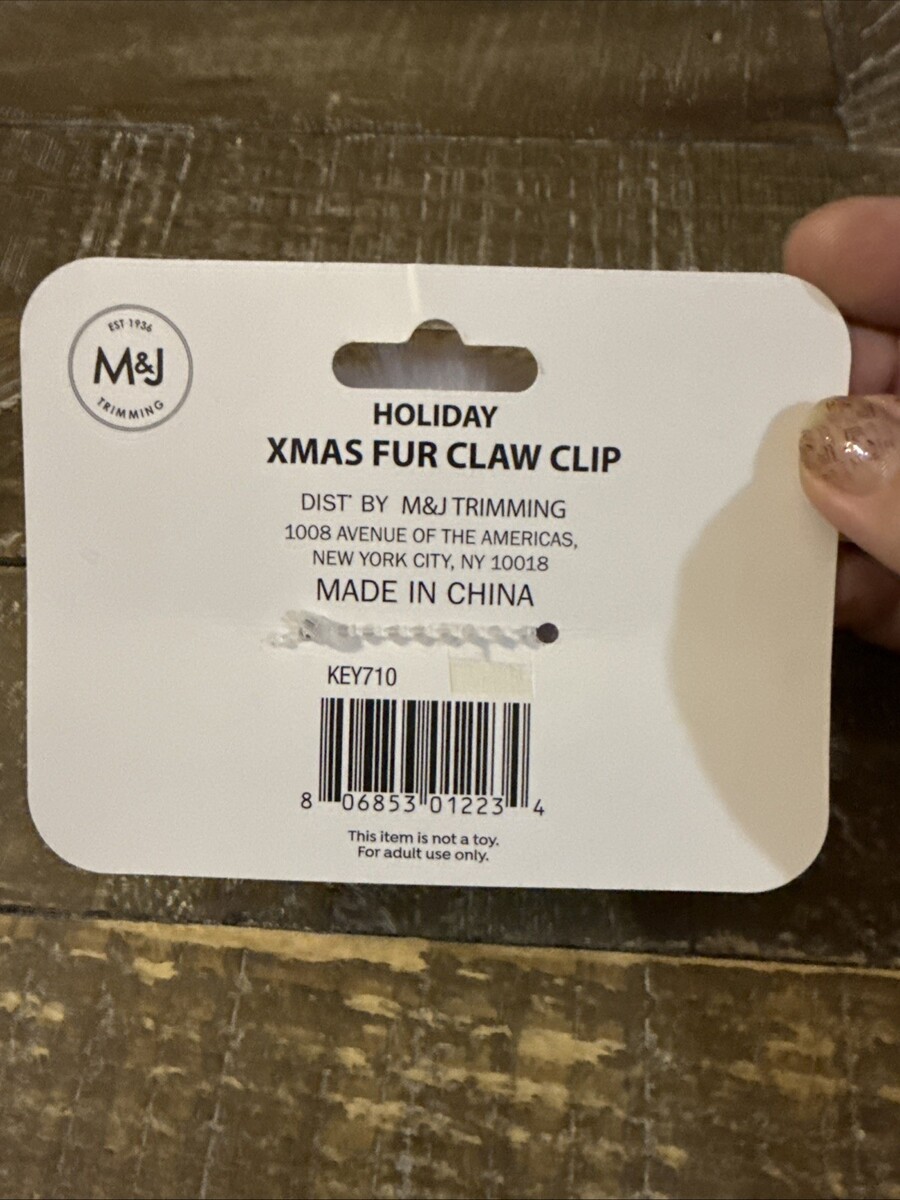 EST 1936
M&J
TRIMMING
HOLIDAY
XMAS FUR CLAW CLIP
DIST' BY M&J TRIMMING
1008 AVENUE OF THE AMERICAS,
NEW YORK CITY, NY 10018
MADE IN CHINA
KEY710
8 06853 01223 4
This item is not a toy.
For adult use only.